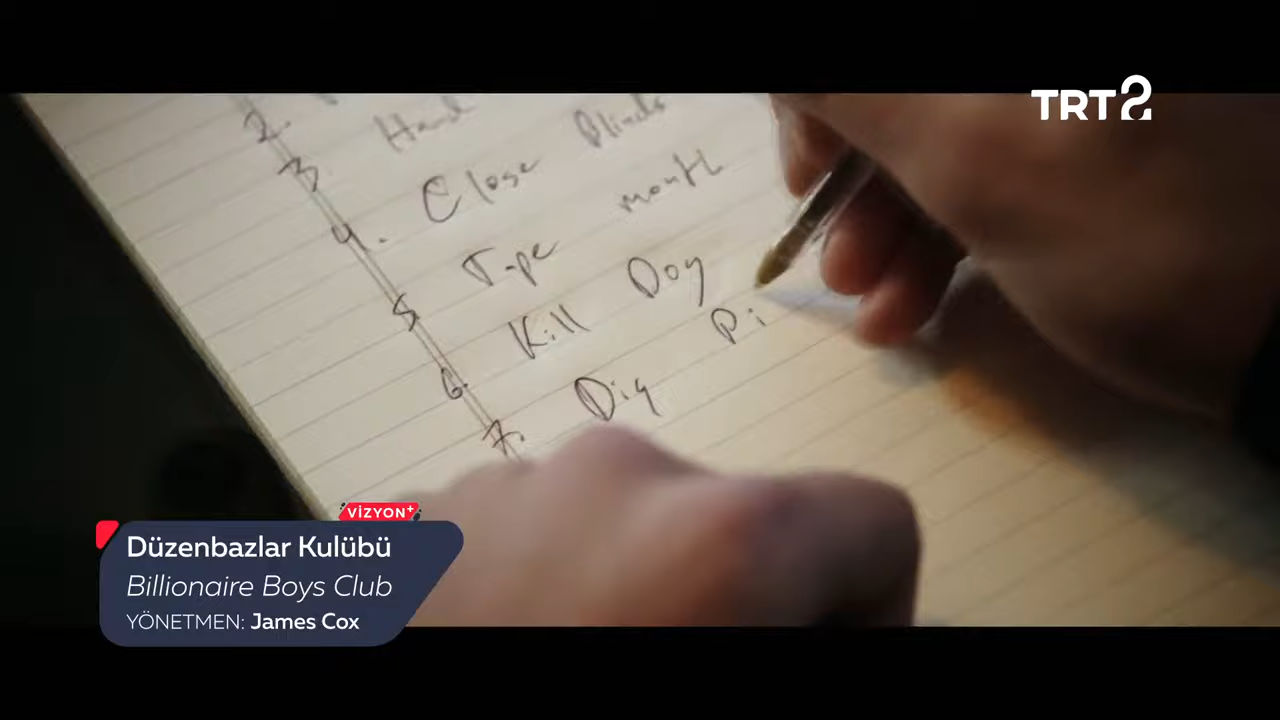 TRT2
2.
3 Hand
4. Close Blinds
5 Tape mouth
6. Kill Dog
7. Dig Pi
VİZYON+
Düzenbazlar Kulübü
Billionaire Boys Club
YÖNETMEN: James Cox